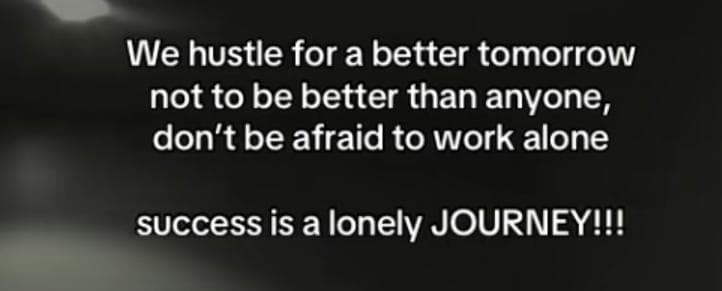 We hustle for a better tomorrow
not to be better than anyone,
don't be afraid to work alone
success is a lonely JOURNEY!!!